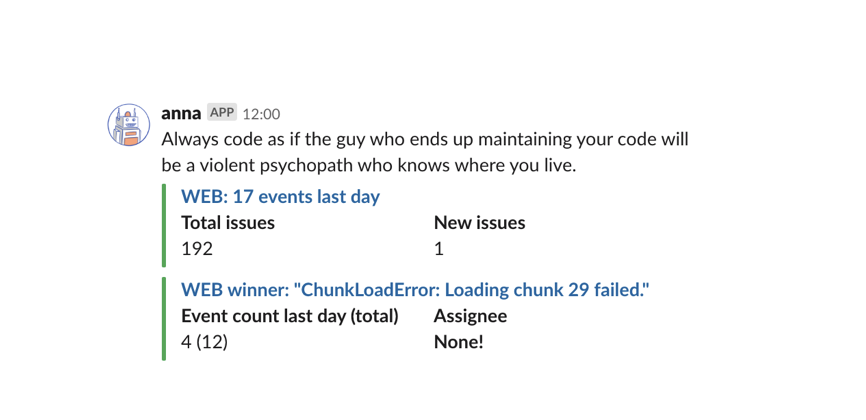 anna APP 12:00
Always code as if the guy who ends up maintaining your code will
be a violent psychopath who knows where you live.
WEB: 17 events last day
Total issues New issues
192 1
WEB winner: "ChunkLoadError: Loading chunk 29 failed."
Event count last day (total) Assignee
4 (12) None!